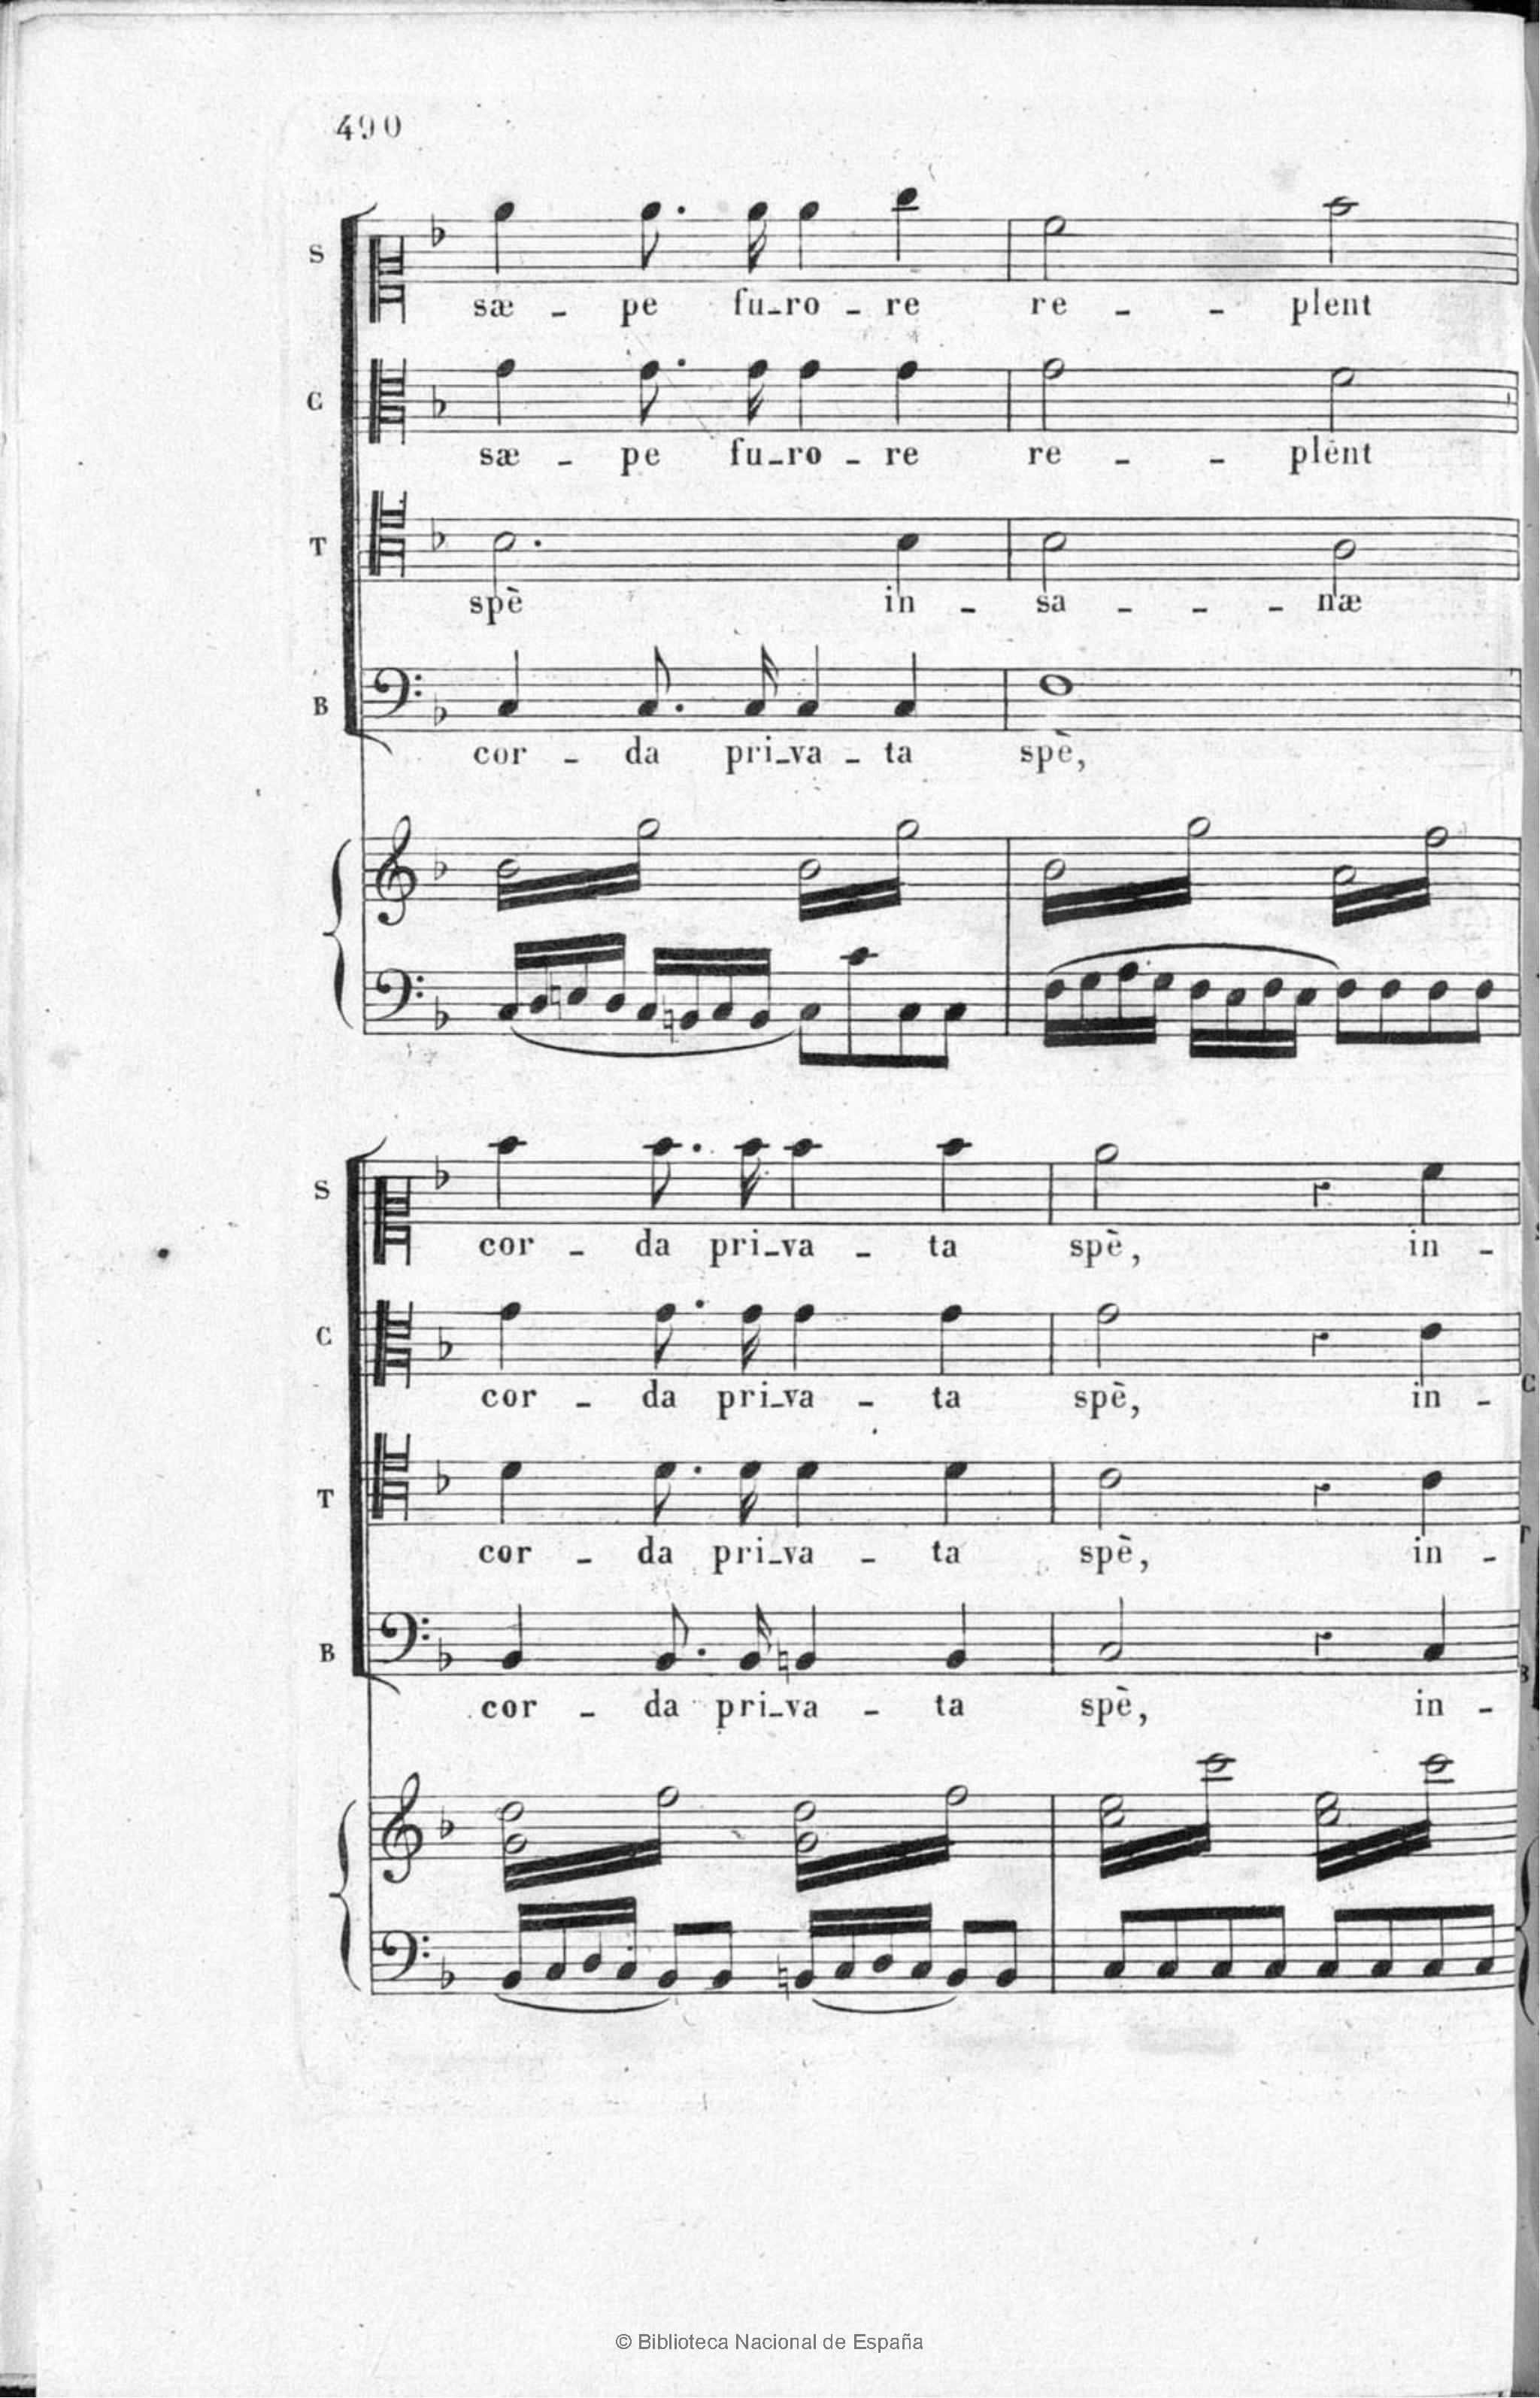 490
S
sæ - pe fu-ro - re re - - plent
C
sæ - pe fu-ro - re re - - plent
T
spè in - sa - - - næ
B
cor - da pri-va - ta spè,
S
cor - da pri-va - ta spè, in -
C
cor - da pri-va - ta spè, in -
T
cor - da pri-va - ta spè, in -
B
cor - da pri-va - ta spè, in -
© Biblioteca Nacional de España